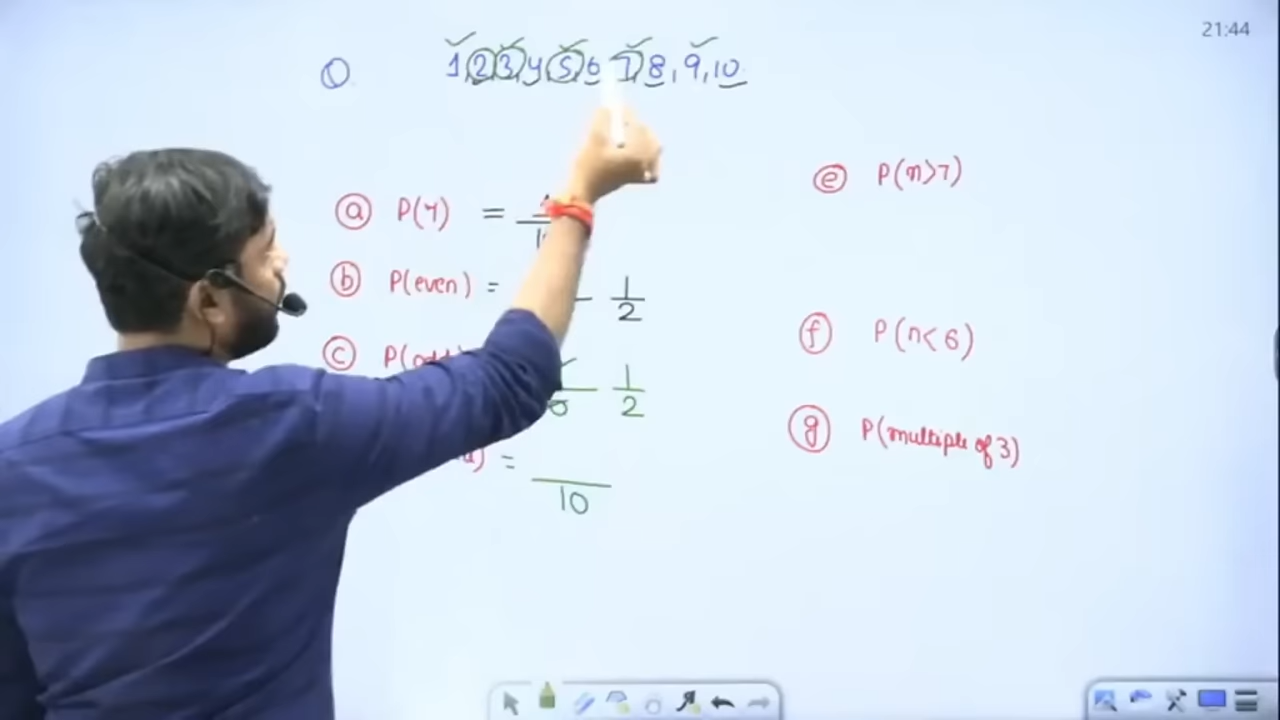 21:44
Q. 1,2,3,4,5,6,7,8,9,10
a P(7) =
b P(even) = 1/2
c 1/2
= /10
e P(n>7)
f P(n<6)
g P(multiple of 3)